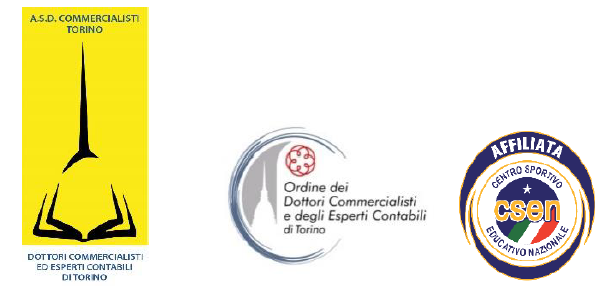 A.S.D. COMMERCIALISTI
TORINO
DOTTORI COMMERCIALISTI
ED ESPERTI CONTABILI
DI TORINO
Ordine dei
Dottori Commercialisti
e degli Esperti Contabili
di Torino
AFFILIATA
CENTRO SPORTIVO
csen
EDUCATIVO NAZIONALE